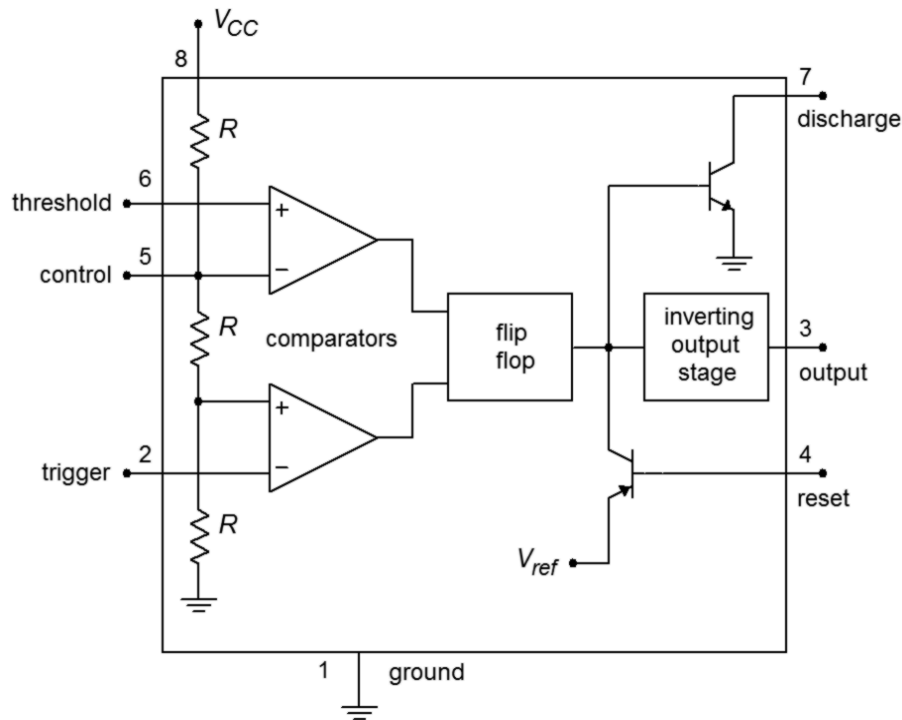 V_CC
8
7
discharge
R
6
threshold
+
5
control
−
R
comparators
flip
flop
inverting
output
stage
3
output
+
2
trigger
−
4
reset
R
V_ref
1
ground